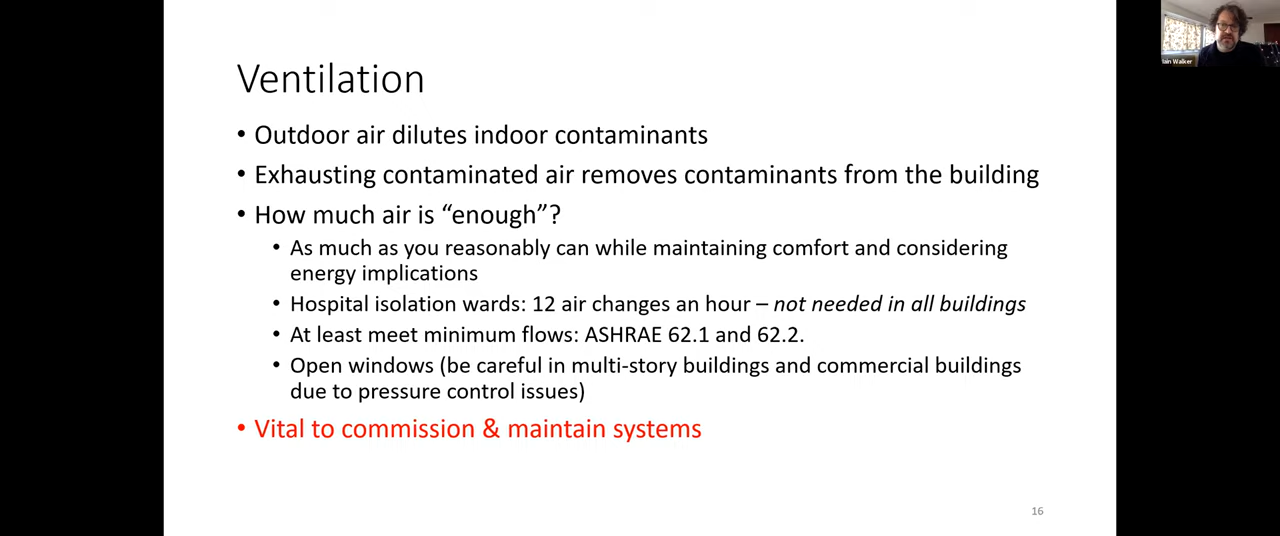 Ventilation
• Outdoor air dilutes indoor contaminants
• Exhausting contaminated air removes contaminants from the building
• How much air is “enough”?
• As much as you reasonably can while maintaining comfort and considering
energy implications
• Hospital isolation wards: 12 air changes an hour – not needed in all buildings
• At least meet minimum flows: ASHRAE 62.1 and 62.2.
• Open windows (be careful in multi-story buildings and commercial buildings
due to pressure control issues)
• Vital to commission & maintain systems
16
Iain Walker